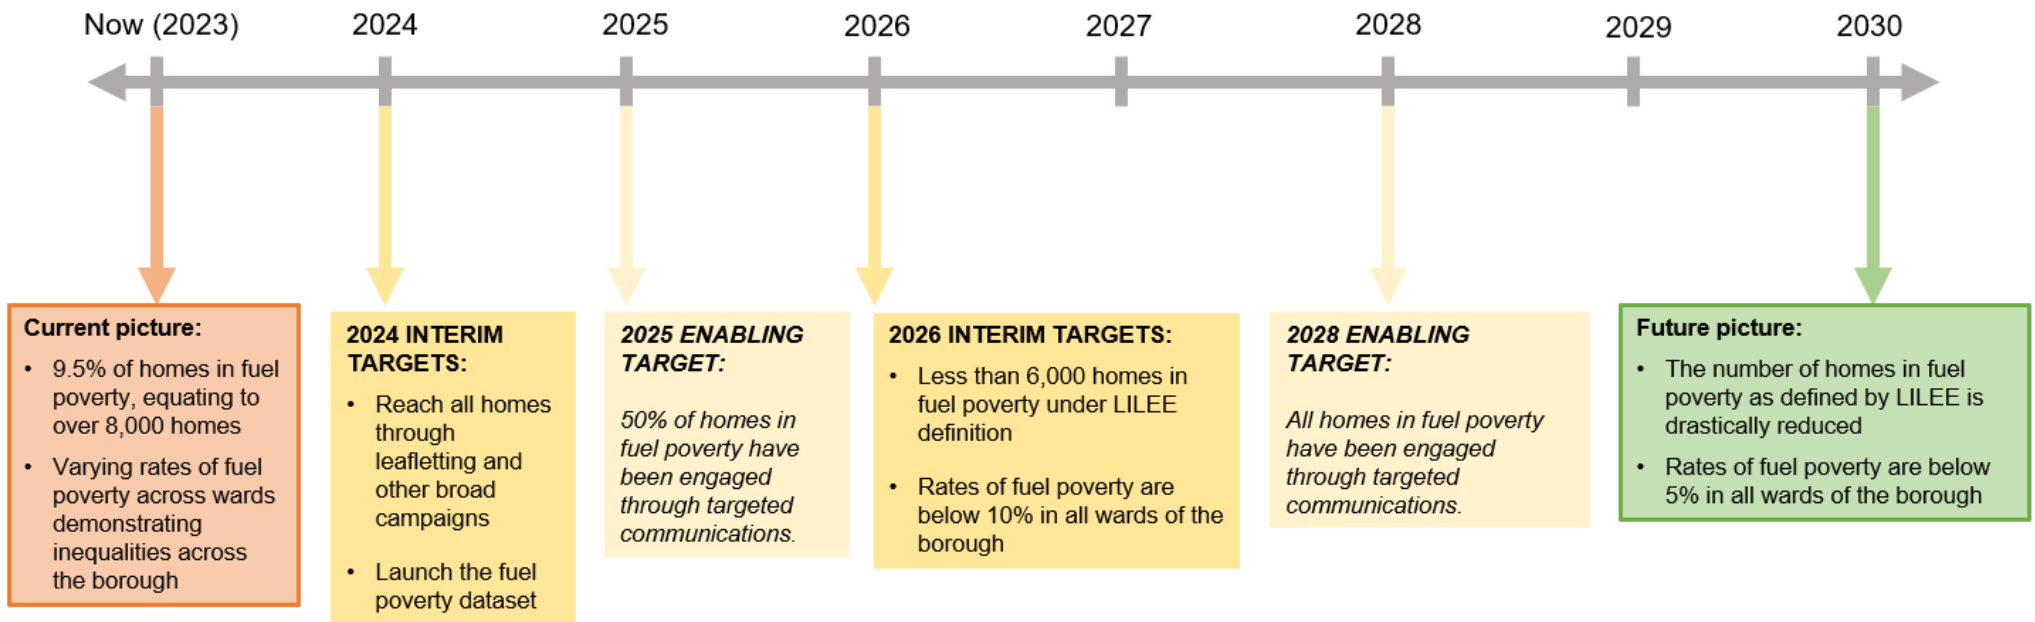 Now (2023)
2024
2025
2026
2027
2028
2029
2030
Current picture:
• 9.5% of homes in fuel
poverty, equating to
over 8,000 homes
• Varying rates of fuel
poverty across wards
demonstrating
inequalities across
the borough
2024 INTERIM
TARGETS:
• Reach all homes
through
leafletting and
other broad
campaigns
• Launch the fuel
poverty dataset
2025 ENABLING
TARGET:
50% of homes in
fuel poverty have
been engaged
through targeted
communications.
2026 INTERIM TARGETS:
• Less than 6,000 homes in
fuel poverty under LILEE
definition
• Rates of fuel poverty are
below 10% in all wards of the
borough
2028 ENABLING
TARGET:
All homes in fuel poverty
have been engaged
through targeted
communications.
Future picture:
• The number of homes in fuel
poverty as defined by LILEE is
drastically reduced
• Rates of fuel poverty are below
5% in all wards of the borough